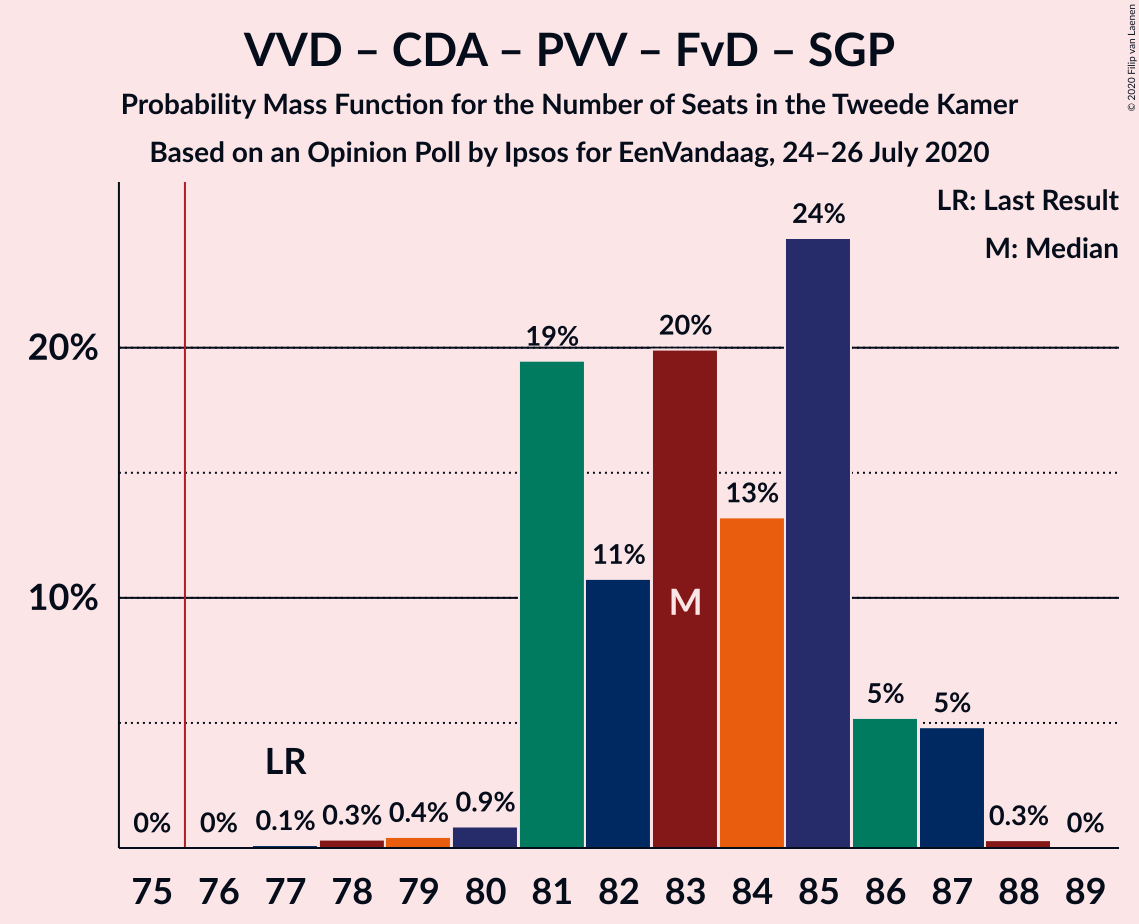 VVD – CDA – PVV – FvD – SGP
Probability Mass Function for the Number of Seats in the Tweede Kamer
Based on an Opinion Poll by Ipsos for EenVandaag, 24–26 July 2020
© 2020 Filip van Laenen
LR: Last Result
M: Median
24%
20%
19%
20%
13%
11%
10%
M
5%
5%
LR
0%
0%
0.1%
0.3%
0.4%
0.9%
0.3%
0%
75 76 77 78 79 80 81 82 83 84 85 86 87 88 89